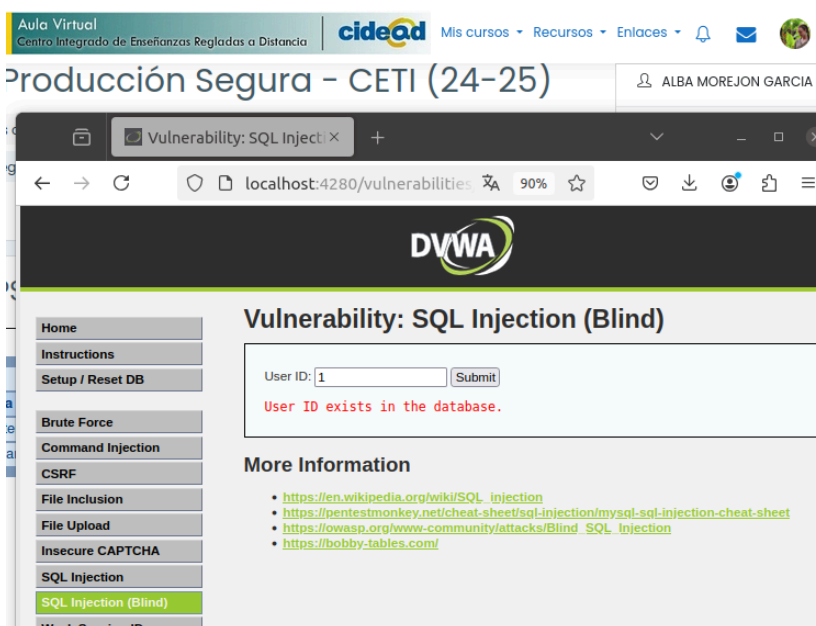 Aula Virtual
Centro Integrado de Enseñanzas Regladas a Distancia
cidead
Mis cursos Recursos Enlaces
Producción Segura - CETI (24-25)
ALBA MOREJON GARCIA
Vulnerability: SQL Injecti
localhost:4280/vulnerabilities 90%
DVWA
Home
Instructions
Setup / Reset DB
Brute Force
Command Injection
CSRF
File Inclusion
File Upload
Insecure CAPTCHA
SQL Injection
SQL Injection (Blind)
Vulnerability: SQL Injection (Blind)
User ID: 1 Submit
User ID exists in the database.
More Information
https://en.wikipedia.org/wiki/SQL_injection
https://pentestmonkey.net/cheat-sheet/sql-injection/mysql-sql-injection-cheat-sheet
https://owasp.org/www-community/attacks/Blind_SQL_Injection
https://bobby-tables.com/